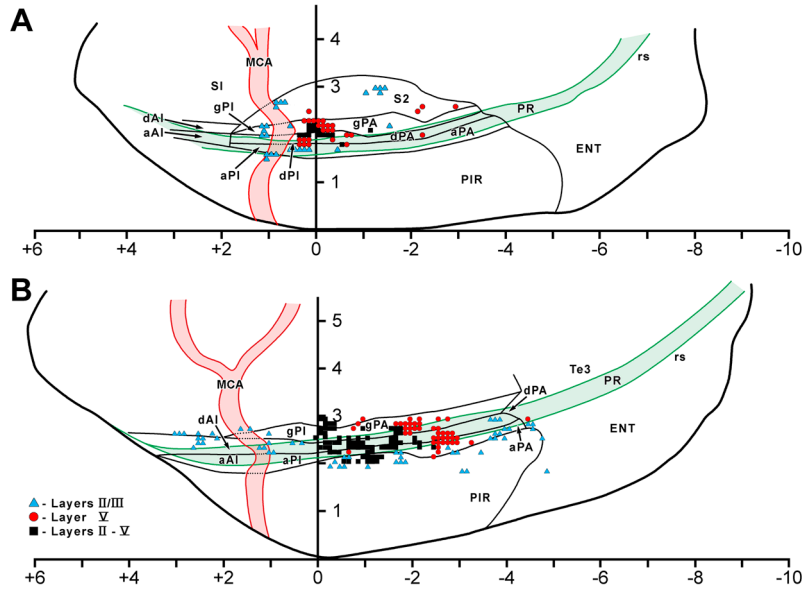 A
4
MCA
rs
SI
3
S2
PR
gPI
dAI
gPA
aAI
dPA
aPA
ENT
aPI
dPI
PIR
1
+6 +4 +2 0 -2 -4 -6 -8 -10
B
5
4
Te3
rs
MCA
PR
dPA
dAI
3
gPI
gPA
ENT
aPA
aAI
aPI
PIR
1
- Layers II/III
- Layer V
- Layers II - V
+6 +4 +2 0 -2 -4 -6 -8 -10